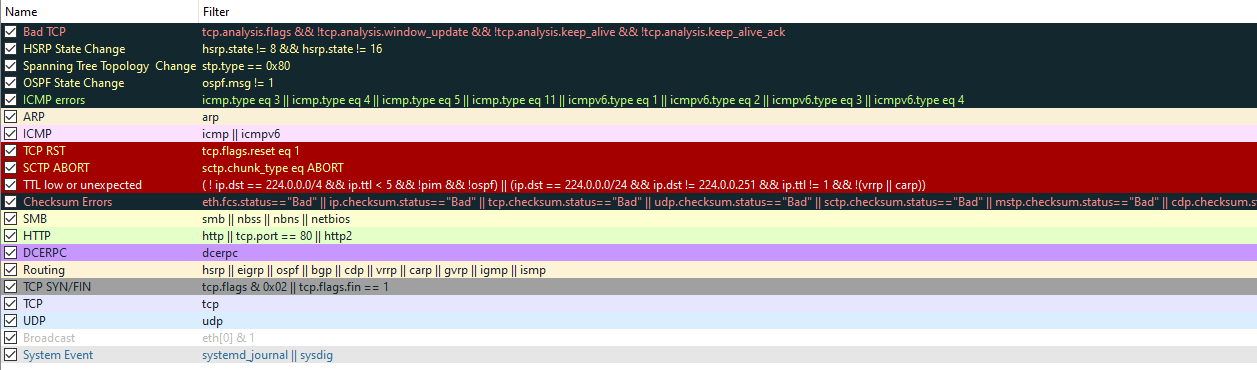 Name Filter
Bad TCP tcp.analysis.flags && !tcp.analysis.window_update && !tcp.analysis.keep_alive && !tcp.analysis.keep_alive_ack
HSRP State Change hsrp.state != 8 && hsrp.state != 16
Spanning Tree Topology  Change stp.type == 0x80
OSPF State Change ospf.msg != 1
ICMP errors icmp.type eq 3 || icmp.type eq 4 || icmp.type eq 5 || icmp.type eq 11 || icmpv6.type eq 1 || icmpv6.type eq 2 || icmpv6.type eq 3 || icmpv6.type eq 4
ARP arp
ICMP icmp || icmpv6
TCP RST tcp.flags.reset eq 1
SCTP ABORT sctp.chunk_type eq ABORT
TTL low or unexpected ( ! ip.dst == 224.0.0.0/4 && ip.ttl < 5 && !pim && !ospf) || (ip.dst == 224.0.0.0/24 && ip.dst != 224.0.0.251 && ip.ttl != 1 && !(vrrp || carp))
Checksum Errors eth.fcs.status=="Bad" || ip.checksum.status=="Bad" || tcp.checksum.status=="Bad" || udp.checksum.status=="Bad" || sctp.checksum.status=="Bad" || mstp.checksum.status=="Bad" || cdp.checksum.s
SMB smb || nbss || nbns || netbios
HTTP http || tcp.port == 80 || http2
DCERPC dcerpc
Routing hsrp || eigrp || ospf || bgp || cdp || vrrp || carp || gvrp || igmp || ismp
TCP SYN/FIN tcp.flags & 0x02 || tcp.flags.fin == 1
TCP tcp
UDP udp
Broadcast eth[0] & 1
System Event systemd_journal || sysdig